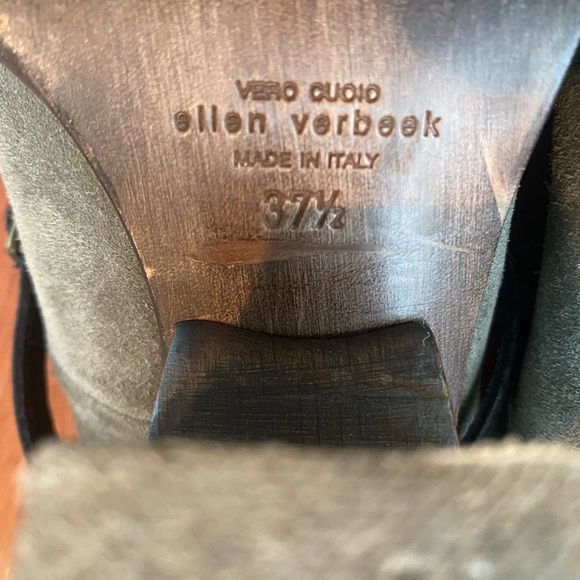 VERO CUOIO
ellen verbeek
MADE IN ITALY
37½